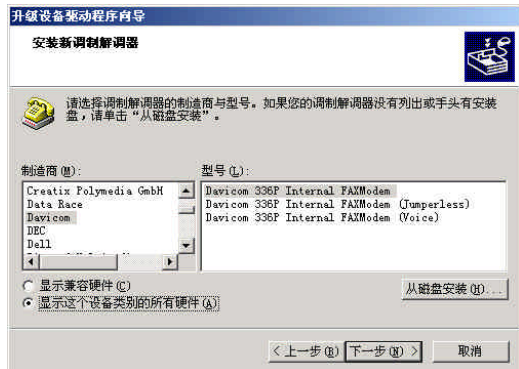 升级设备驱动程序向导
安装新调制解调器
请选择调制解调器的制造商与型号。如果您的调制解调器没有列出或手头有安装
盘，请单击“从磁盘安装”。
制造商(M):
型号(L):
Creatix Polymedia GmbH
Data Race
Davicom
DEC
Dell
Davicom 336P Internal FAXModem
Davicom 336P Internal FAXModem (Jumperless)
Davicom 336P Internal FAXModem (Voice)
显示兼容硬件(C)
显示这个设备类别的所有硬件(A)
从磁盘安装(H)...
<上一步(B)
下一步(N)>
取消